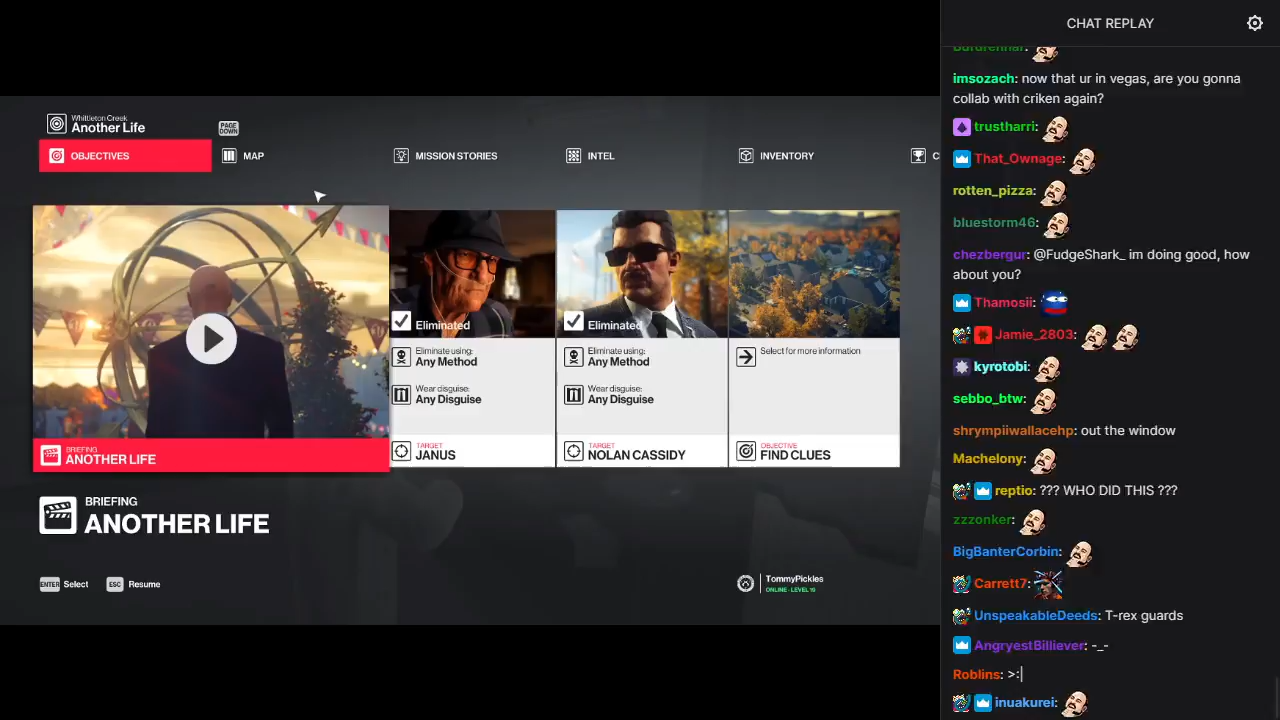 Whittleton Creek
Another Life
PAGE DOWN
OBJECTIVES
MAP
MISSION STORIES
INTEL
INVENTORY
C
Eliminated
Eliminate using:
Any Method
Wear disguise:
Any Disguise
TARGET
JANUS
Eliminated
Eliminate using:
Any Method
Wear disguise:
Any Disguise
TARGET
NOLAN CASSIDY
Select for more information
OBJECTIVE
FIND CLUES
BRIEFING
ANOTHER LIFE
BRIEFING
ANOTHER LIFE
ENTER Select
ESC Resume
TommyPickles
ONLINE - LEVEL 19
CHAT REPLAY
Burdrennar:
imsozach: now that ur in vegas, are you gonna
collab with criken again?
trustharri:
That_Ownage:
rotten_pizza:
bluestorm46:
chezbergur: @FudgeShark_ im doing good, how
about you?
Thamosii:
Jamie_2803:
kyrotobi:
sebbo_btw:
shrympiiwallacehp: out the window
Machelony:
reptio: ??? WHO DID THIS ???
zzzonker:
BigBanterCorbin:
Carrett7:
UnspeakableDeeds: T-rex guards
AngryestBilliever: -_-
Roblins: >:|
inuakurei: